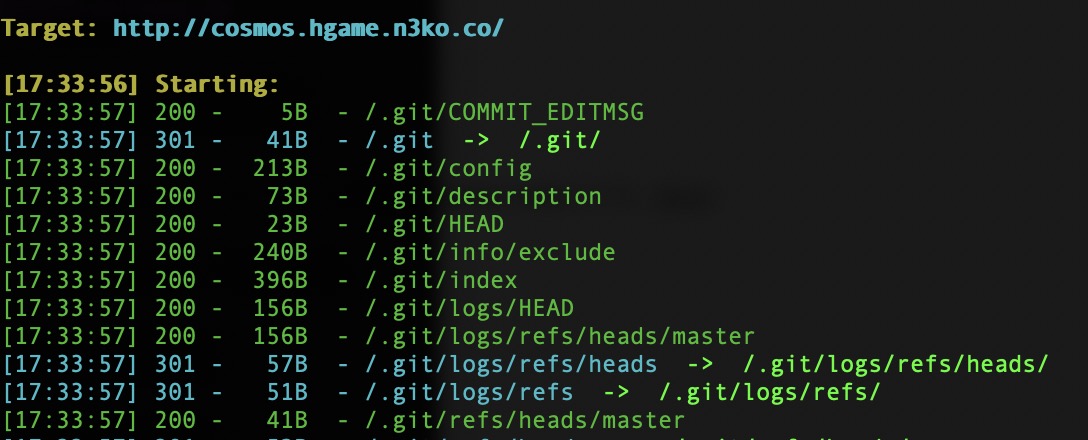 Target: http://cosmos.hgame.n3ko.co/
[17:33:56] Starting:
[17:33:57] 200 - 5B - /.git/COMMIT_EDITMSG
[17:33:57] 301 - 41B - /.git -> /.git/
[17:33:57] 200 - 213B - /.git/config
[17:33:57] 200 - 73B - /.git/description
[17:33:57] 200 - 23B - /.git/HEAD
[17:33:57] 200 - 240B - /.git/info/exclude
[17:33:57] 200 - 396B - /.git/index
[17:33:57] 200 - 156B - /.git/logs/HEAD
[17:33:57] 200 - 156B - /.git/logs/refs/heads/master
[17:33:57] 301 - 57B - /.git/logs/refs/heads -> /.git/logs/refs/heads/
[17:33:57] 301 - 51B - /.git/logs/refs -> /.git/logs/refs/
[17:33:57] 200 - 41B - /.git/refs/heads/master